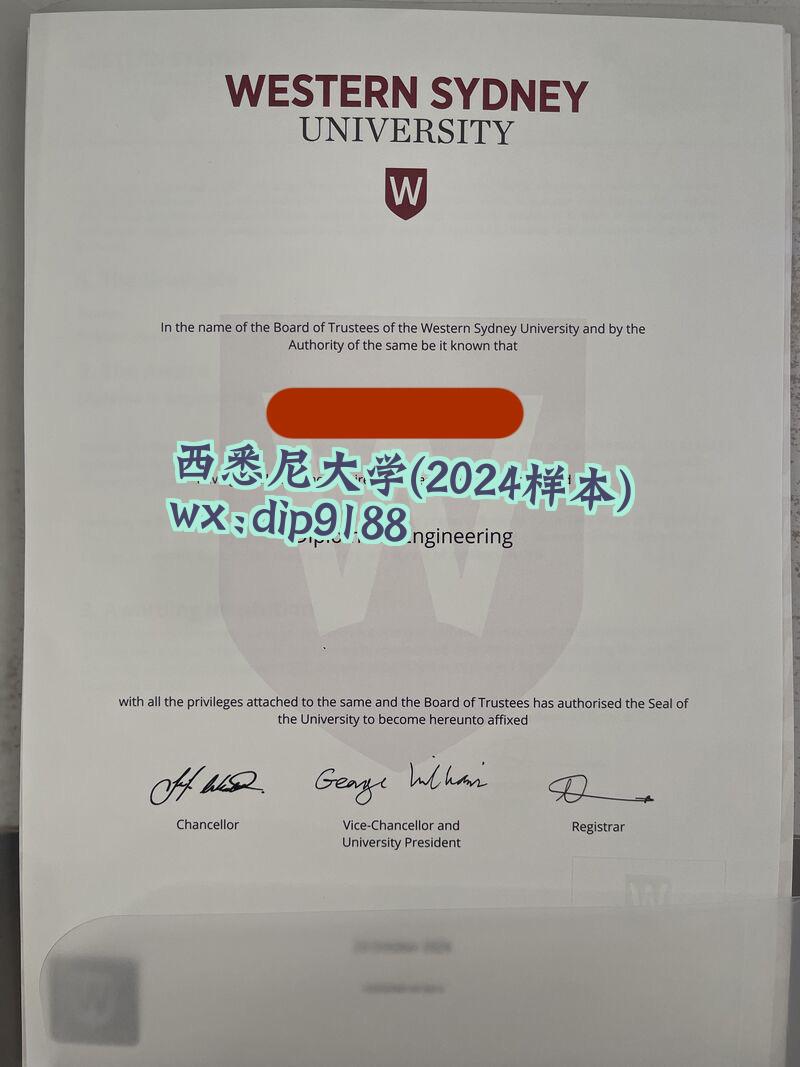 WESTERN SYDNEY
UNIVERSITY
W
In the name of the Board of Trustees of the Western Sydney University and by the
Authority of the same be it known that
西悉尼大学(2024样本)
wx:dip9188
Engineering
with all the privileges attached to the same and the Board of Trustees has authorised the Seal of
the University to become hereunto affixed
George Williams
Chancellor
Vice-Chancellor and
University President
Registrar